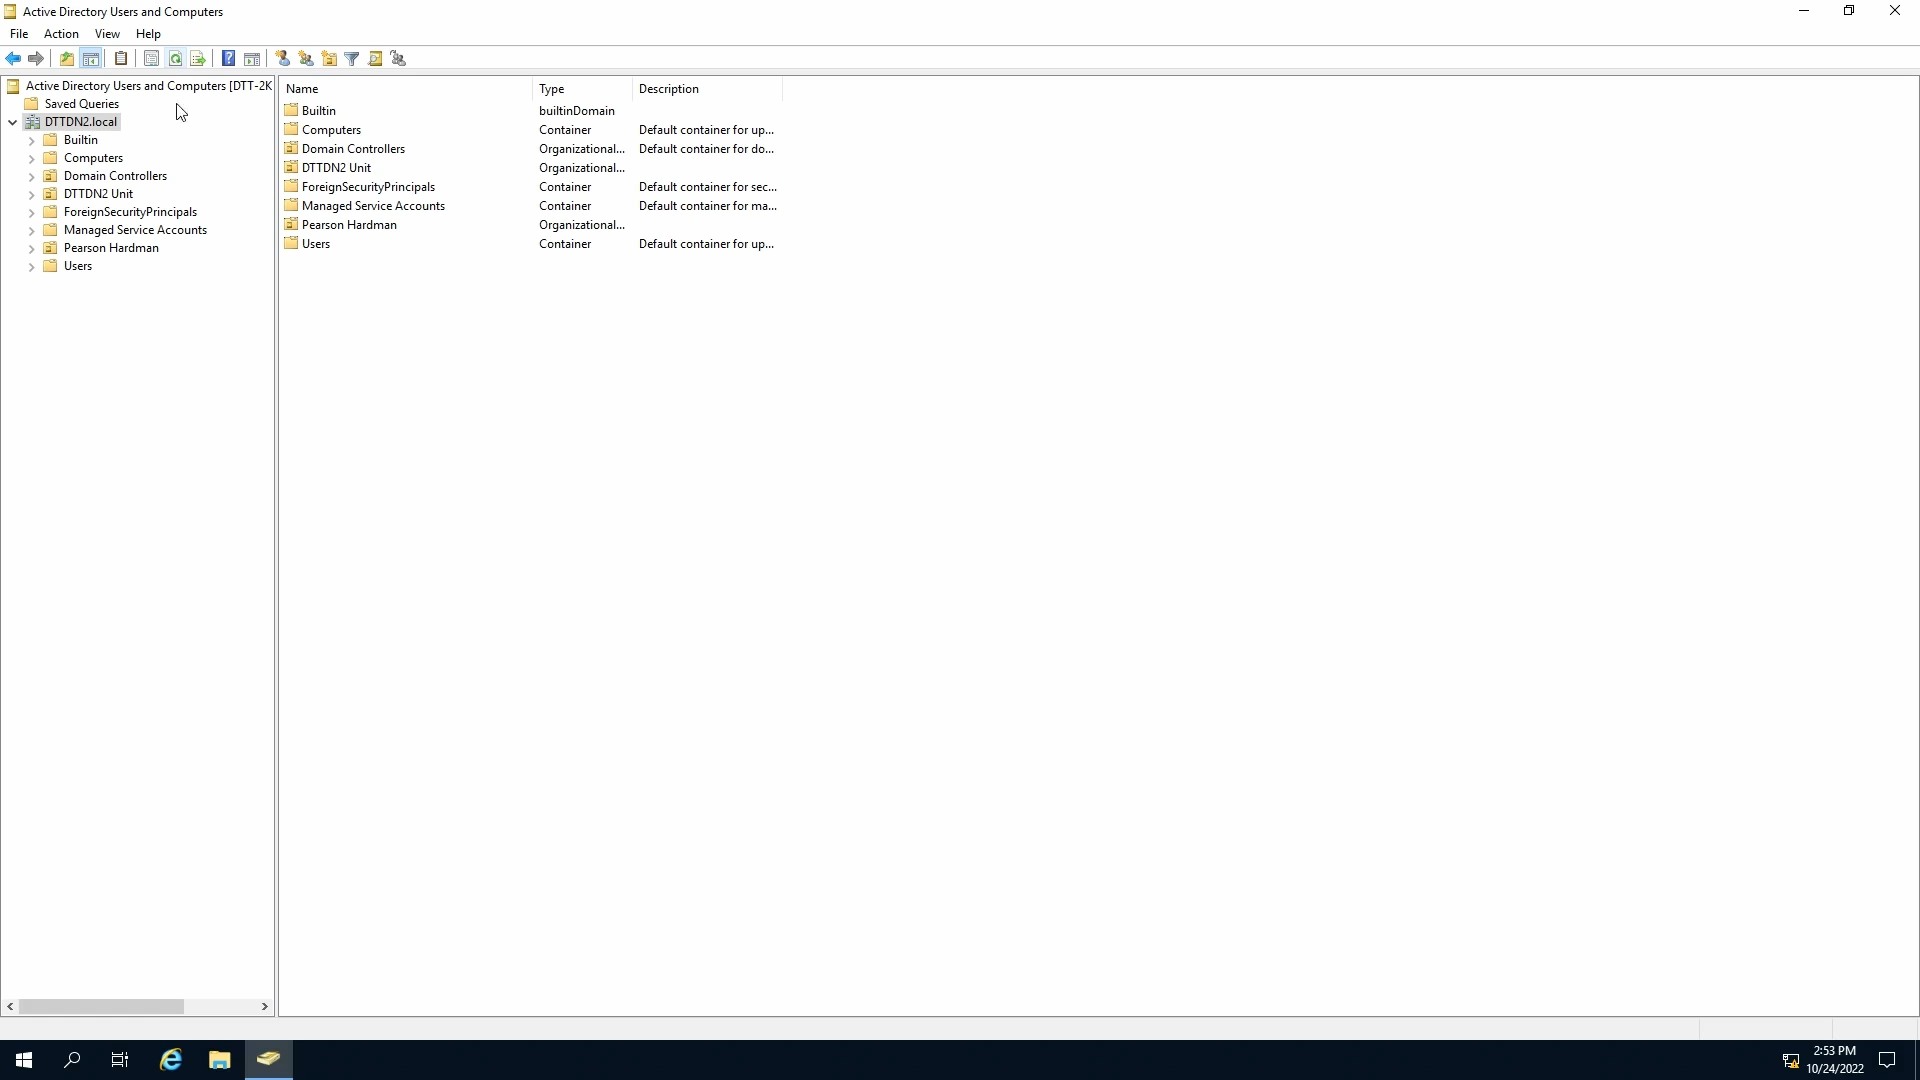 Active Directory Users and Computers
File Action View Help
Active Directory Users and Computers [DTT-2K
Saved Queries
DTTDN2.local
Builtin
Computers
Domain Controllers
DTTDN2 Unit
ForeignSecurityPrincipals
Managed Service Accounts
Pearson Hardman
Users
Name Type Description
Builtin builtinDomain
Computers Container Default container for up...
Domain Controllers Organizational... Default container for do...
DTTDN2 Unit Organizational...
ForeignSecurityPrincipals Container Default container for sec...
Managed Service Accounts Container Default container for ma...
Pearson Hardman Organizational...
Users Container Default container for up...
2:53 PM
10/24/2022